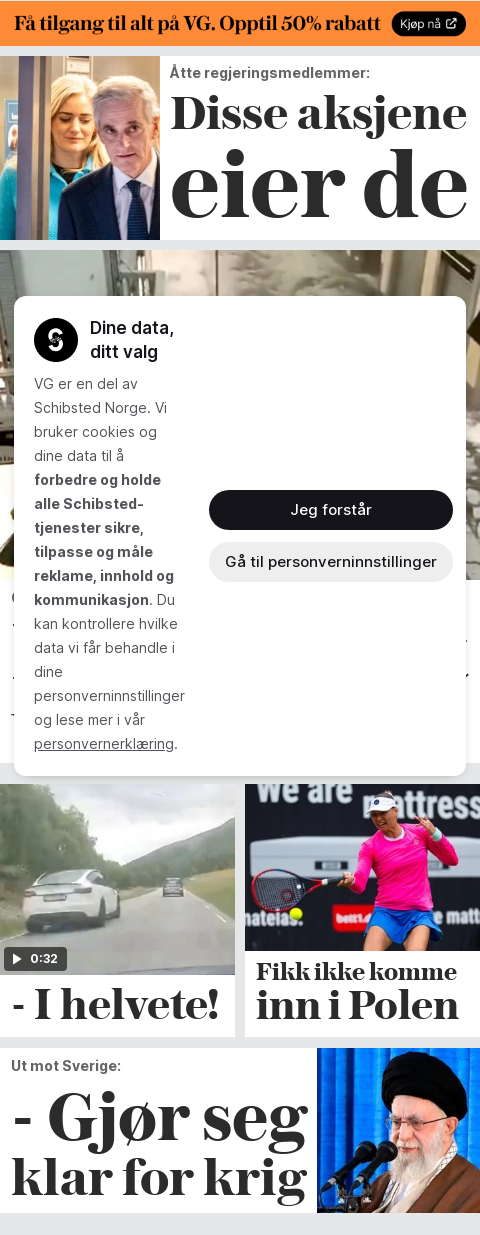 Få tilgang til alt på VG. Opptil 50% rabatt
Kjøp nå
Åtte regjeringsmedlemmer:
Disse aksjene
eier de
Dine data,
ditt valg
VG er en del av
Schibsted Norge. Vi
bruker cookies og
dine data til å
forbedre og holde
alle Schibsted-
tjenester sikre,
tilpasse og måle
reklame, innhold og
kommunikasjon. Du
kan kontrollere hvilke
data vi får behandle i
dine
personverninnstillinger
og lese mer i vår
personvernerklæring.
Jeg forstår
Gå til personverninnstillinger
0:32
- I helvete!
We are mattress
bett1.de
Fikk ikke komme
inn i Polen
Ut mot Sverige:
- Gjør seg
klar for krig